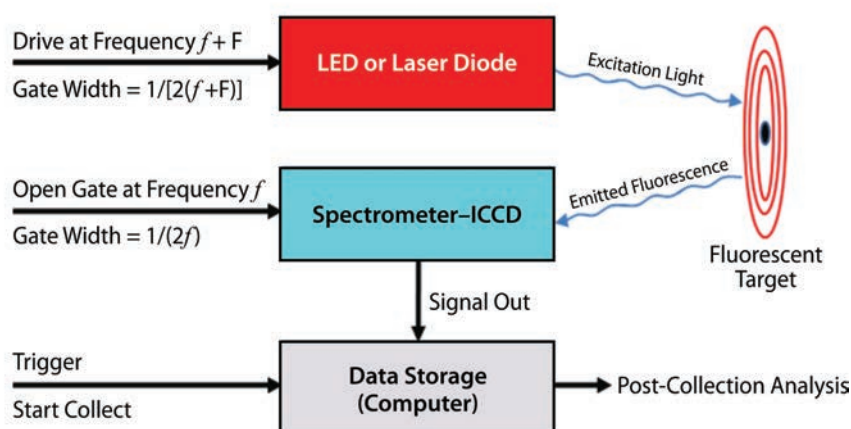 Drive at Frequency f + F
Gate Width = 1/[2(f+F)]
LED or Laser Diode
Excitation Light
Open Gate at Frequency f
Gate Width = 1/(2f)
Spectrometer–ICCD
Emitted Fluorescence
Fluorescent
Target
Signal Out
Trigger
Start Collect
Data Storage
(Computer)
Post-Collection Analysis